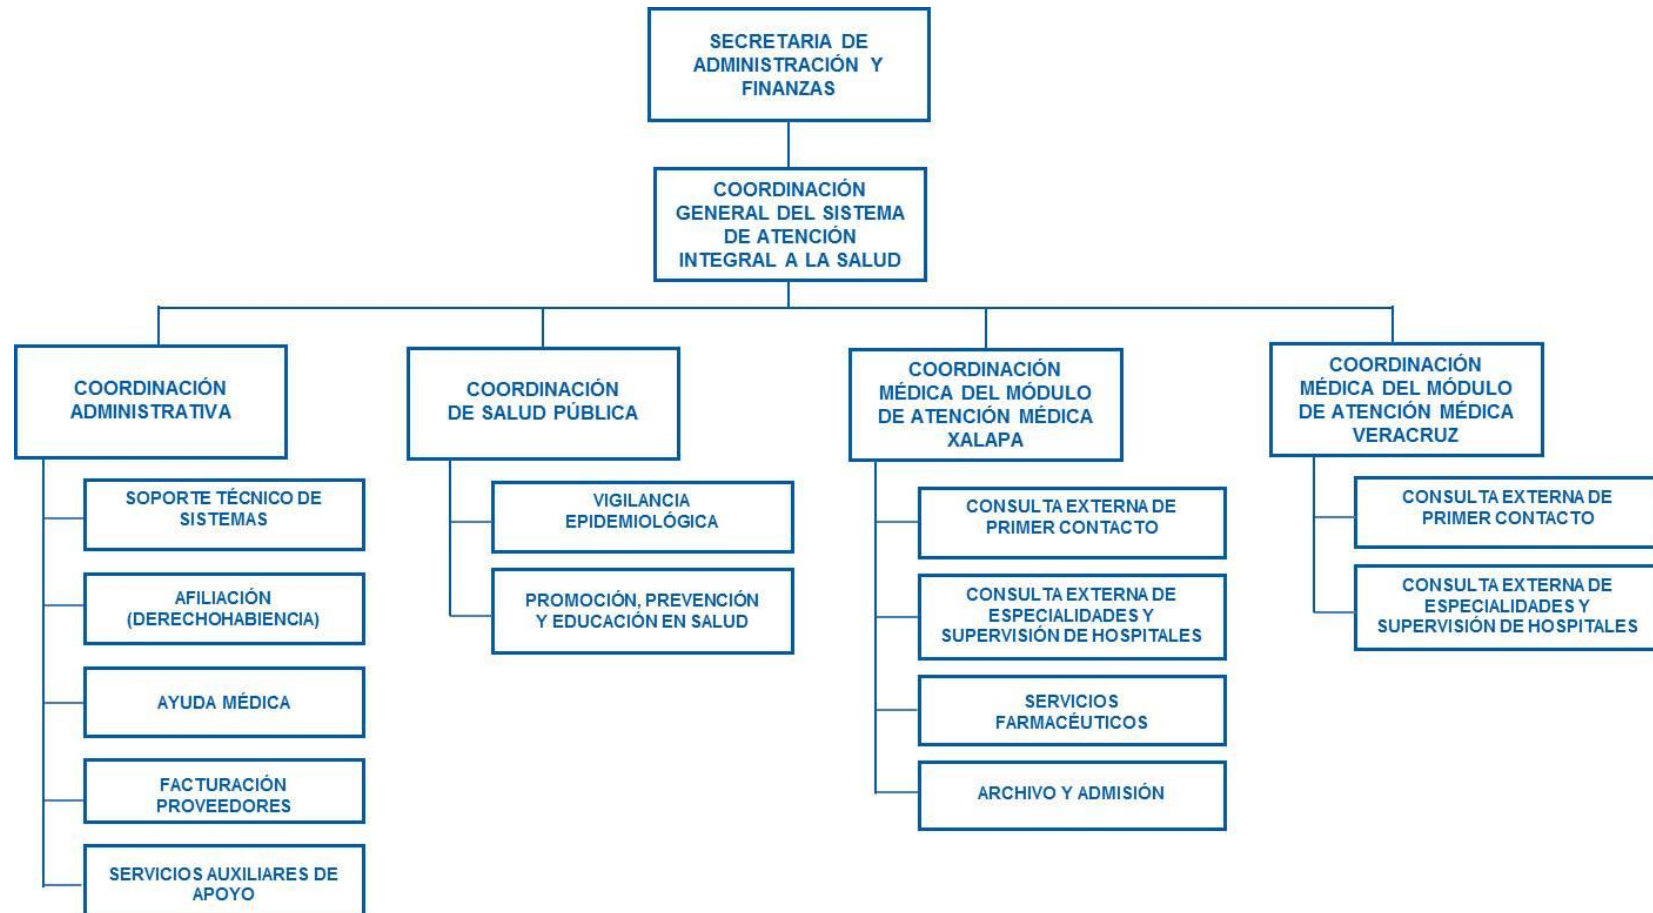 SECRETARIA DE
ADMINISTRACIÓN Y
FINANZAS
COORDINACIÓN
GENERAL DEL SISTEMA
DE ATENCIÓN
INTEGRAL A LA SALUD
COORDINACIÓN
ADMINISTRATIVA
SOPORTE TÉCNICO DE
SISTEMAS
AFILIACIÓN
(DERECHOHABIENCIA)
AYUDA MÉDICA
FACTURACIÓN
PROVEEDORES
SERVICIOS AUXILIARES DE
APOYO
COORDINACIÓN
DE SALUD PÚBLICA
VIGILANCIA
EPIDEMIOLÓGICA
PROMOCIÓN, PREVENCIÓN
Y EDUCACIÓN EN SALUD
COORDINACIÓN
MÉDICA DEL MÓDULO
DE ATENCIÓN MÉDICA
XALAPA
CONSULTA EXTERNA DE
PRIMER CONTACTO
CONSULTA EXTERNA DE
ESPECIALIDADES Y
SUPERVISIÓN DE HOSPITALES
SERVICIOS
FARMACÉUTICOS
ARCHIVO Y ADMISIÓN
COORDINACIÓN
MÉDICA DEL MÓDULO
DE ATENCIÓN MÉDICA
VERACRUZ
CONSULTA EXTERNA DE
PRIMER CONTACTO
CONSULTA EXTERNA DE
ESPECIALIDADES Y
SUPERVISIÓN DE HOSPITALES